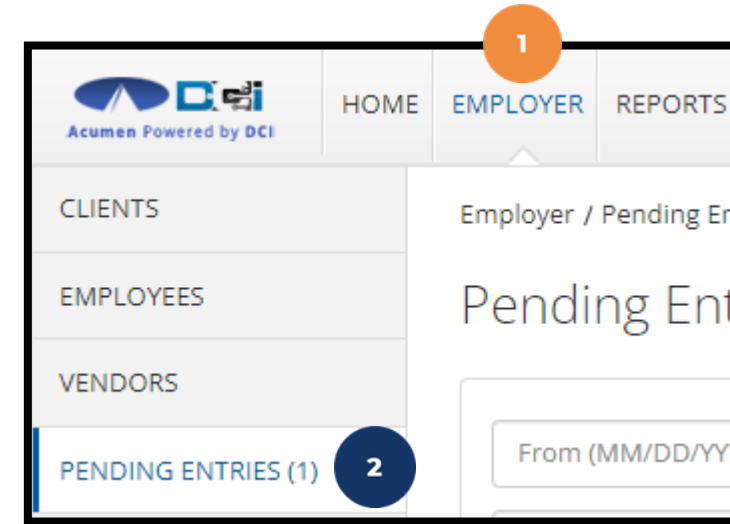 1
DCI
Acumen Powered by DCI
HOME
EMPLOYER
REPORTS
CLIENTS
Employer / Pending
EMPLOYEES
Pending
VENDORS
PENDING ENTRIES (1)
2
From (MM/DD/YY